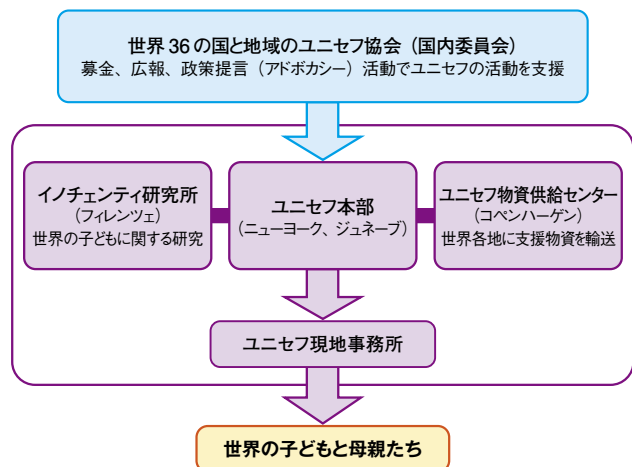 世界 36 の国と地域のユニセフ協会（国内委員会）
募金、広報、政策提言（アドボカシー）活動でユニセフの活動を支援
イノチェンティ研究所
（フィレンツェ）
世界の子どもに関する研究
ユニセフ本部
（ニューヨーク、ジュネーブ）
ユニセフ物資供給センター
（コペンハーゲン）
世界各地に支援物資を輸送
ユニセフ現地事務所
世界の子どもと母親たち